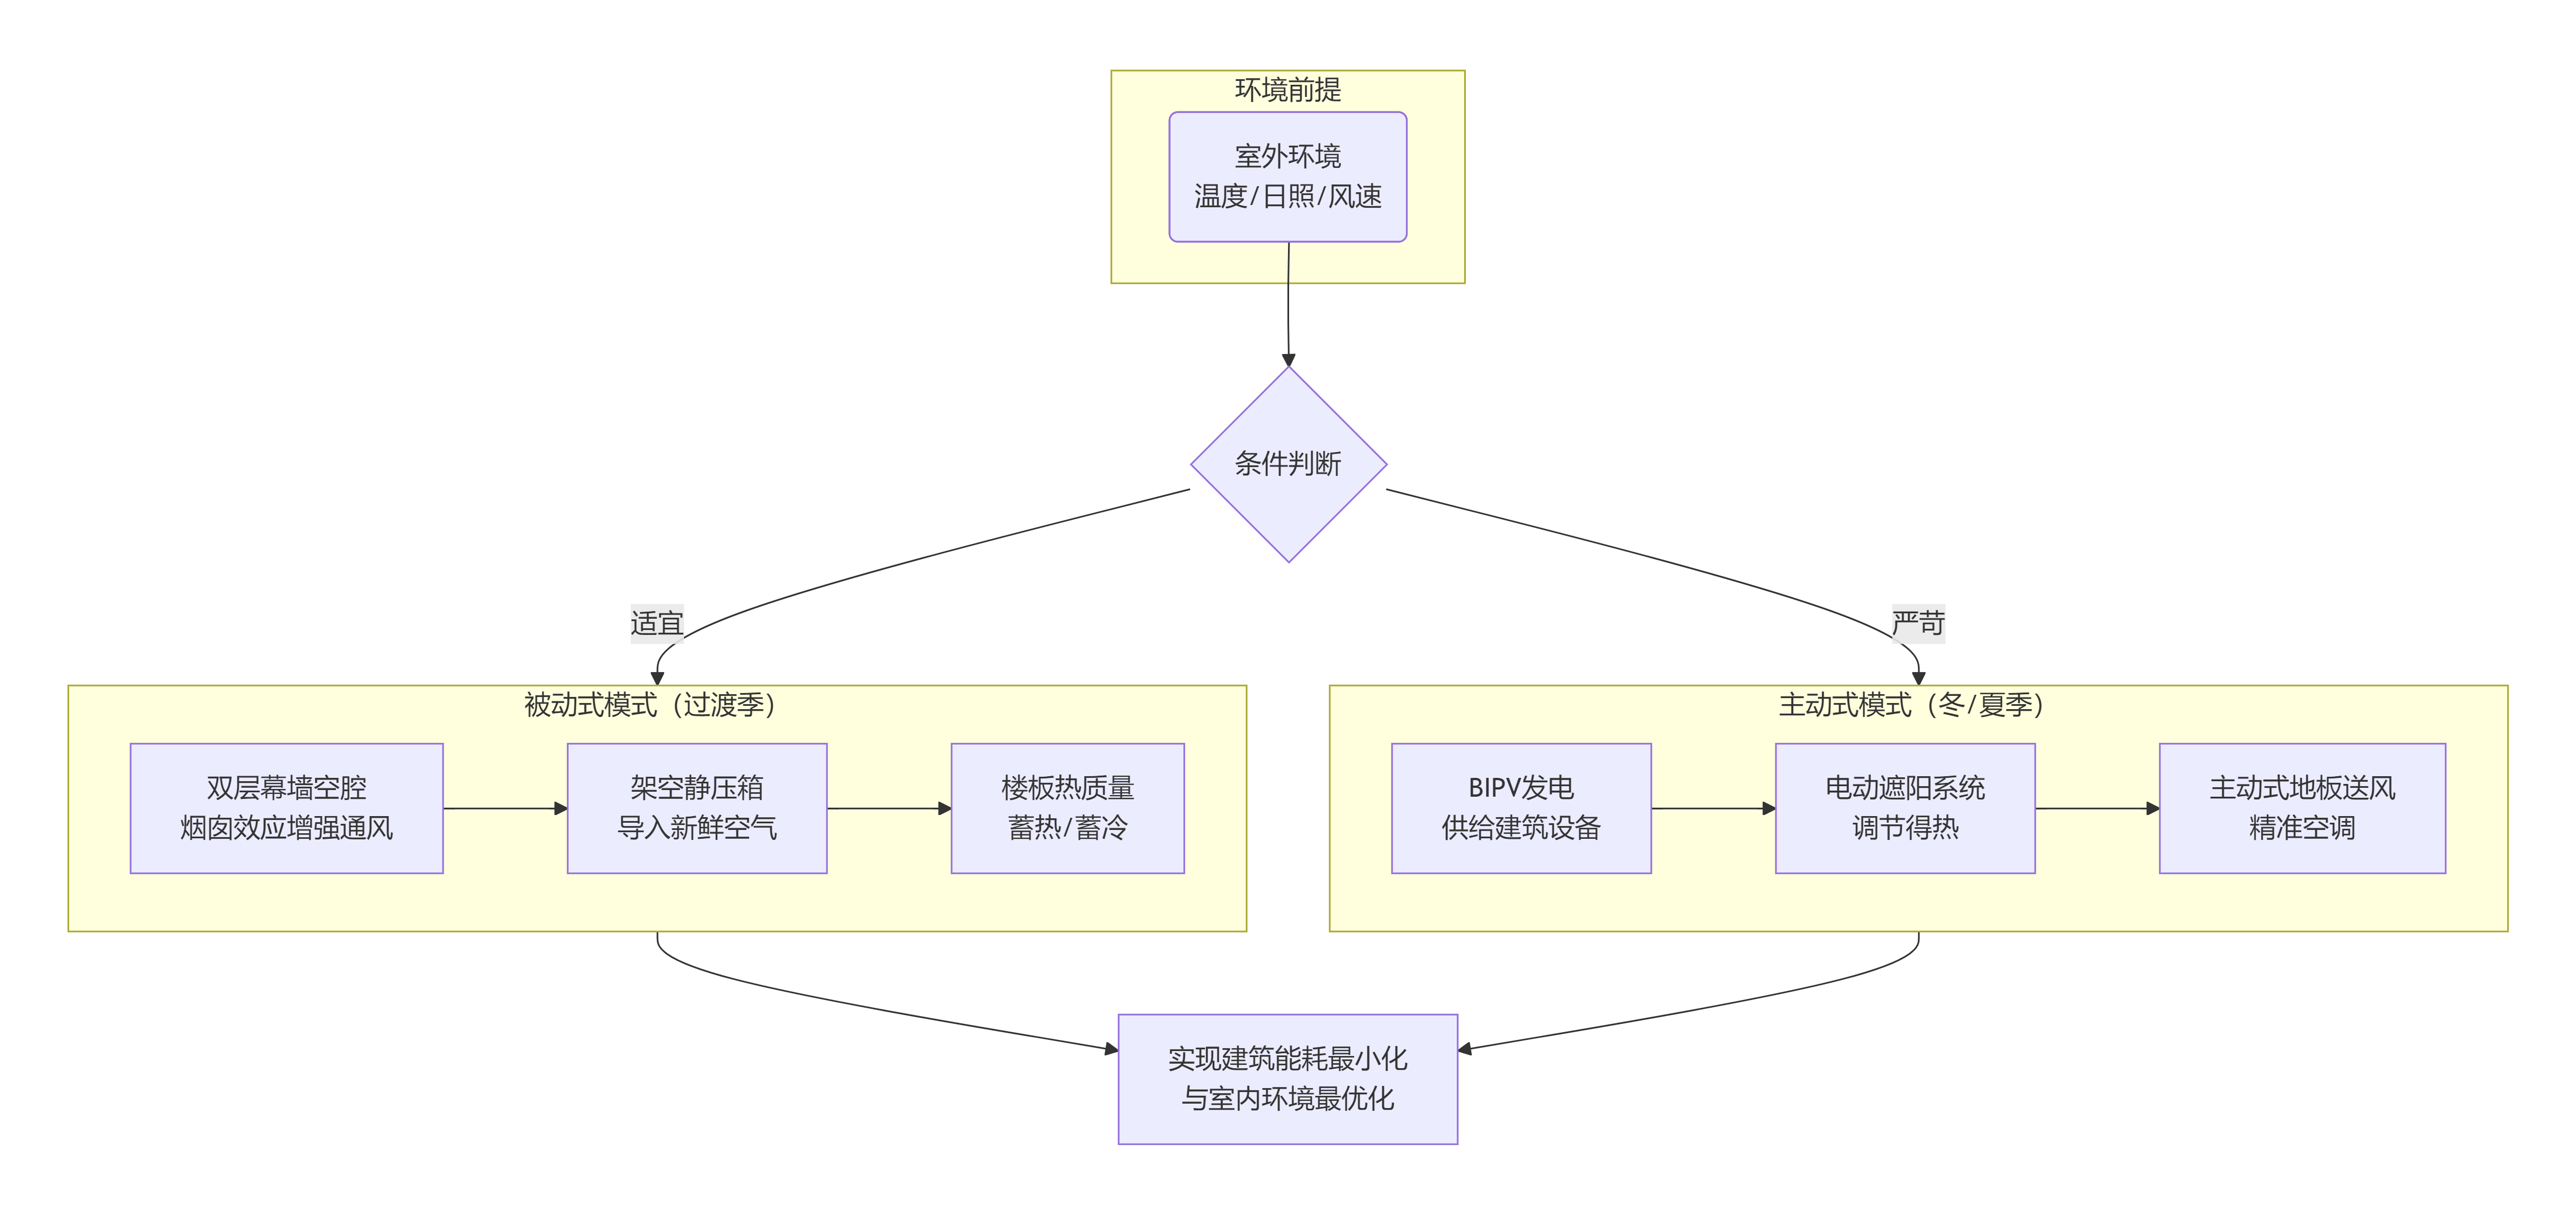 环境前提
室外环境
温度/日照/风速
条件判断
适宜
严苛
被动式模式（过渡季）
双层幕墙空腔
烟囱效应增强通风
架空静压箱
导入新鲜空气
楼板热质量
蓄热/蓄冷
主动式模式（冬/夏季）
BIPV发电
供给建筑设备
电动遮阳系统
调节得热
主动式地板送风
精准空调
实现建筑能耗最小化
与室内环境最优化